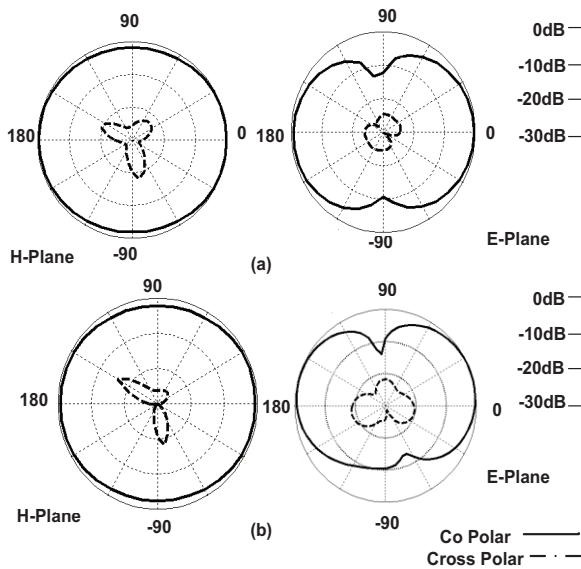 90
90
0dB
-10dB
-20dB
-30dB
180
0
180
0
-90
-90
H-Plane
E-Plane
(a)
90
90
0dB
-10dB
-20dB
-30dB
180
180
0
-90
-90
H-Plane
E-Plane
(b)
Co Polar
Cross Polar